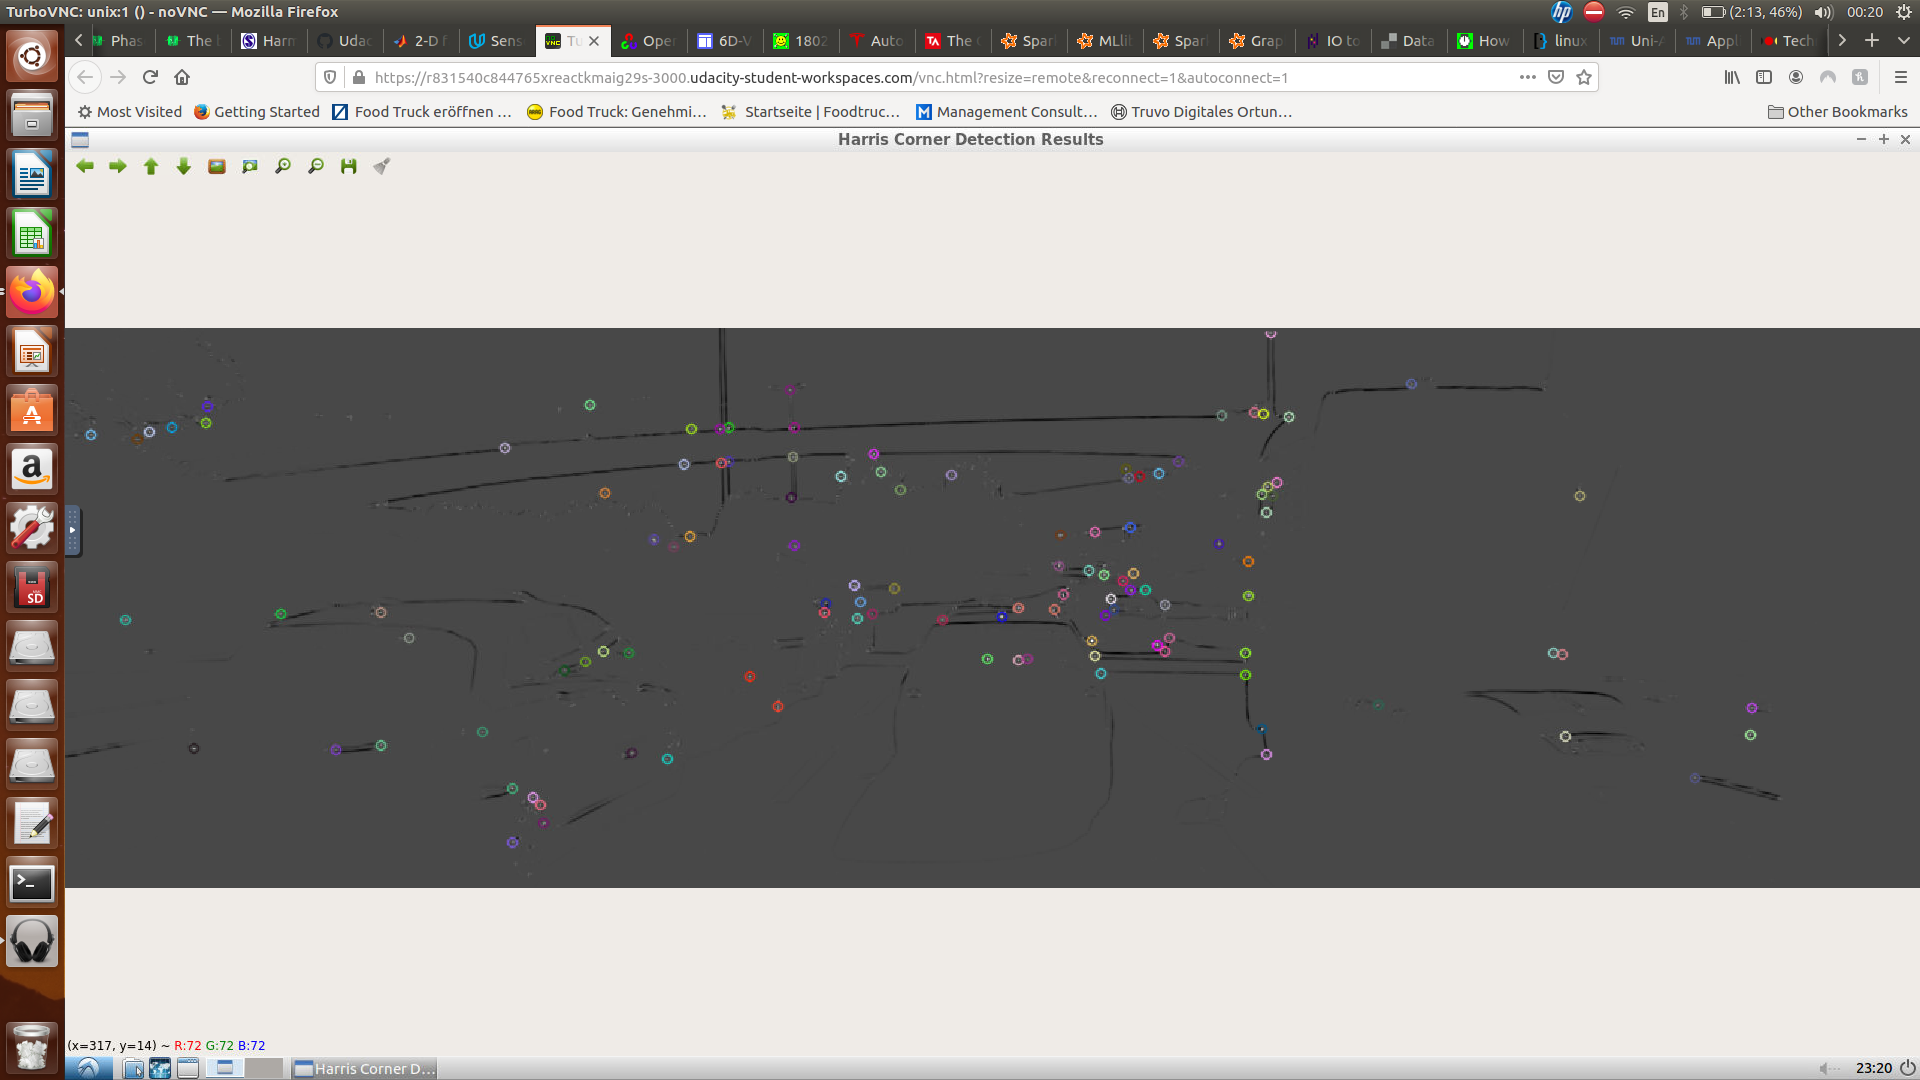 TurboVNC: unix:1 () - noVNC — Mozilla Firefox
En
(2:13, 46%)
00:20
Phas
The b
Harm
Udac
2-D f
Sens
Tu
Oper
6D-V
1802
Auto
The C
Spar
MLli
Spar
Grap
IO to
Data
How
linux
Uni-A
Appl
Tech
https://r831540c844765xreactkmaig29s-3000.udacity-student-workspaces.com/vnc.html?resize=remote&reconnect=1&autoconnect=1
Most Visited
Getting Started
Food Truck eröffnen …
Food Truck: Genehmi…
Startseite | Foodtruc…
Management Consult…
Truvo Digitales Ortun…
Other Bookmarks
Harris Corner Detection Results
(x=317, y=14) ~ R:72 G:72 B:72
Harris Corner D...
23:20